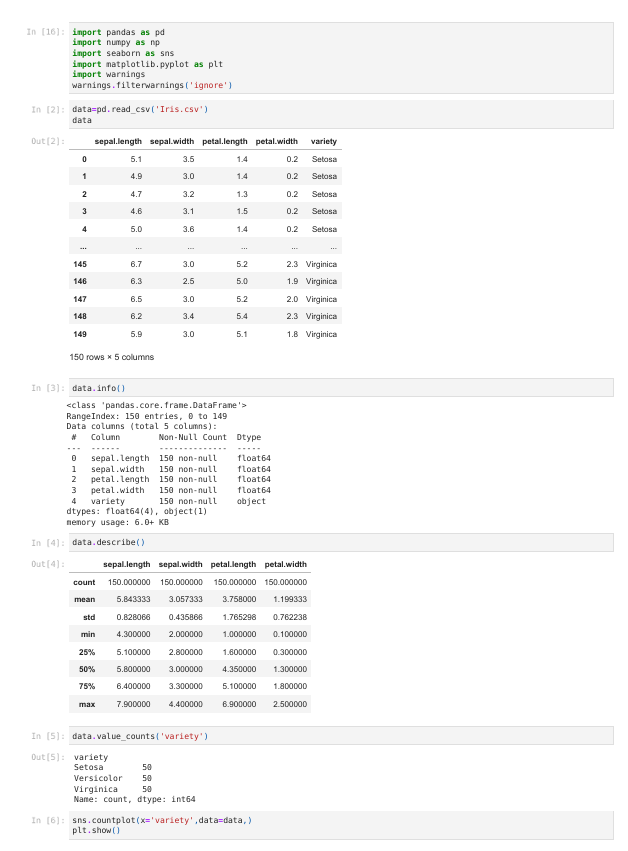 In [16]: import pandas as pd
import numpy as np
import seaborn as sns
import matplotlib.pyplot as plt
import warnings
warnings.filterwarnings('ignore')
In [2]: data=pd.read_csv('Iris.csv')
data
Out[2]: sepal.length sepal.width petal.length petal.width variety
0 5.1 3.5 1.4 0.2 Setosa
1 4.9 3.0 1.4 0.2 Setosa
2 4.7 3.2 1.3 0.2 Setosa
3 4.6 3.1 1.5 0.2 Setosa
4 5.0 3.6 1.4 0.2 Setosa
... ... ... ... ... ...
145 6.7 3.0 5.2 2.3 Virginica
146 6.3 2.5 5.0 1.9 Virginica
147 6.5 3.0 5.2 2.0 Virginica
148 6.2 3.4 5.4 2.3 Virginica
149 5.9 3.0 5.1 1.8 Virginica
150 rows × 5 columns
In [3]: data.info()
<class 'pandas.core.frame.DataFrame'>
RangeIndex: 150 entries, 0 to 149
Data columns (total 5 columns):
# Column Non-Null Count Dtype
--- ------ -------------- -----
0 sepal.length 150 non-null float64
1 sepal.width 150 non-null float64
2 petal.length 150 non-null float64
3 petal.width 150 non-null float64
4 variety 150 non-null object
dtypes: float64(4), object(1)
memory usage: 6.0+ KB
In [4]: data.describe()
Out[4]: sepal.length sepal.width petal.length petal.width
count 150.000000 150.000000 150.000000 150.000000
mean 5.843333 3.057333 3.758000 1.199333
std 0.828066 0.435866 1.765298 0.762238
min 4.300000 2.000000 1.000000 0.100000
25% 5.100000 2.800000 1.600000 0.300000
50% 5.800000 3.000000 4.350000 1.300000
75% 6.400000 3.300000 5.100000 1.800000
max 7.900000 4.400000 6.900000 2.500000
In [5]: data.value_counts('variety')
Out[5]: variety
Setosa 50
Versicolor 50
Virginica 50
Name: count, dtype: int64
In [6]: sns.countplot(x='variety',data=data,)
plt.show()